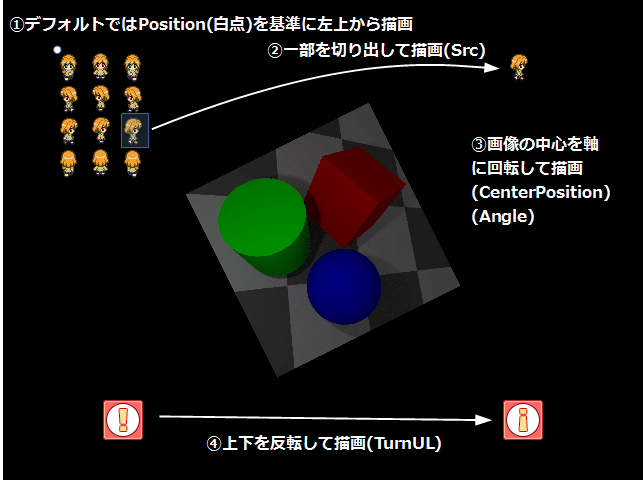 ①デフォルトではPosition(白点)を基準に左上から描画
②一部を切り出して描画(Src)
③画像の中心を軸
に回転して描画
(CenterPosition)
(Angle)
④上下を反転して描画(TurnUL)